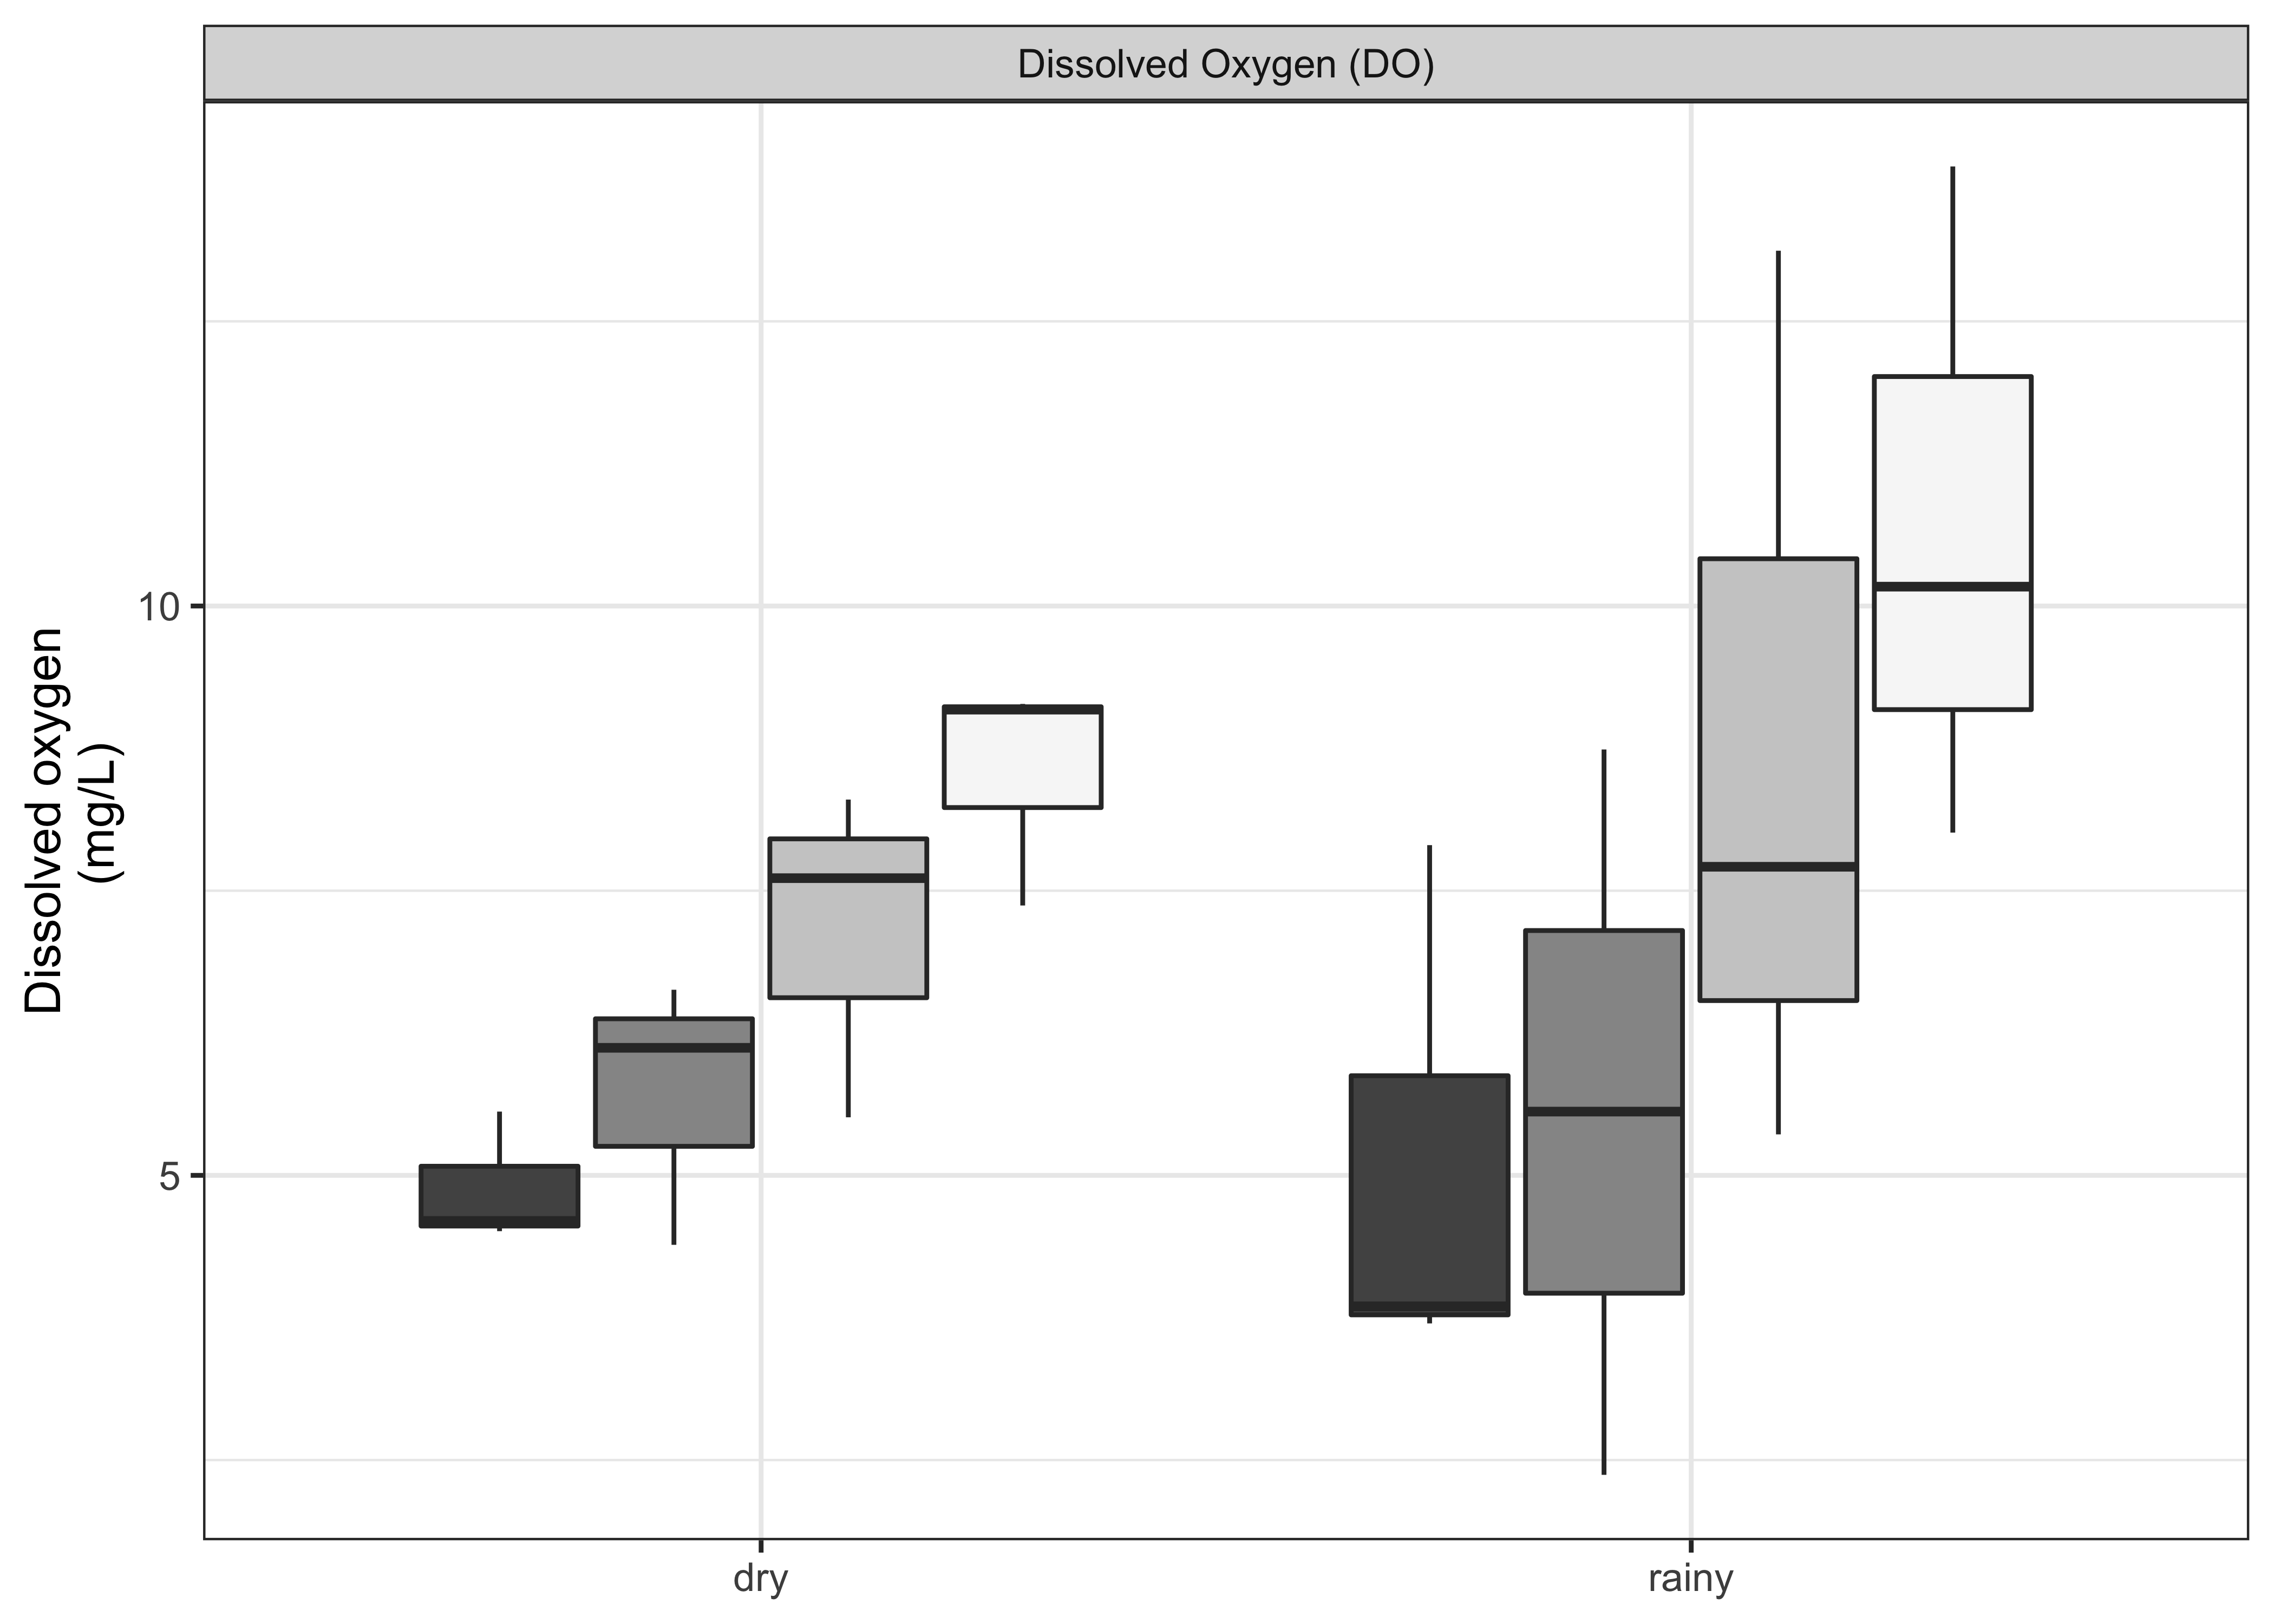 Dissolved Oxygen (DO)
Dissolved oxygen
(mg/L)
10
5
dry
rainy